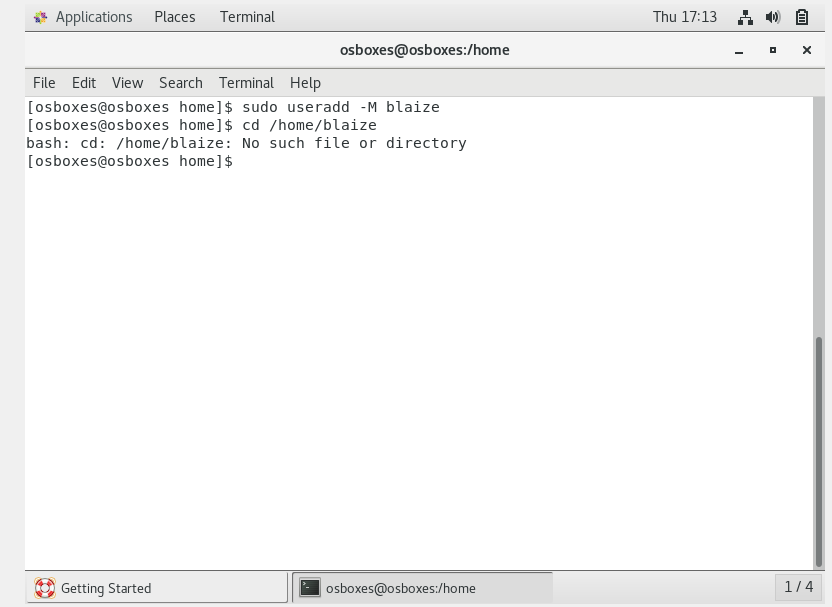 Applications Places Terminal Thu 17:13
osboxes@osboxes:/home
File Edit View Search Terminal Help
[osboxes@osboxes home]$ sudo useradd -M blaize
[osboxes@osboxes home]$ cd /home/blaize
bash: cd: /home/blaize: No such file or directory
[osboxes@osboxes home]$
Getting Started osboxes@osboxes:/home 1 / 4